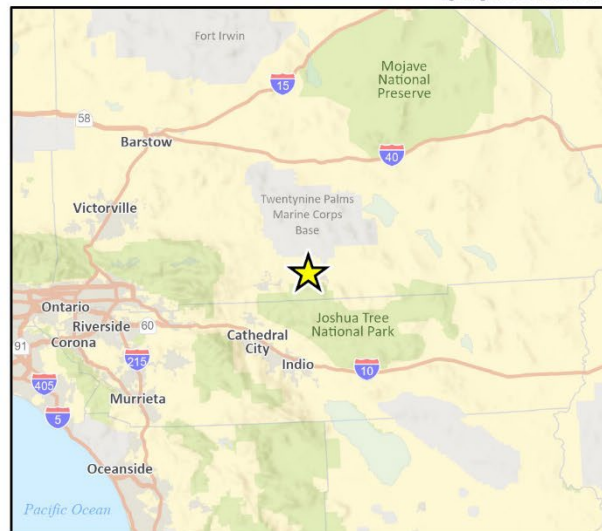 Fort Irwin
Mojave
National
Preserve
15
58
Barstow
40
Twentynine Palms
Marine Corps
Base
Victorville
Ontario
Riverside
60
Corona
91
Joshua Tree
National Park
Cathedral
City
215
Indio
10
405
Murrieta
5
Oceanside
Pacific Ocean